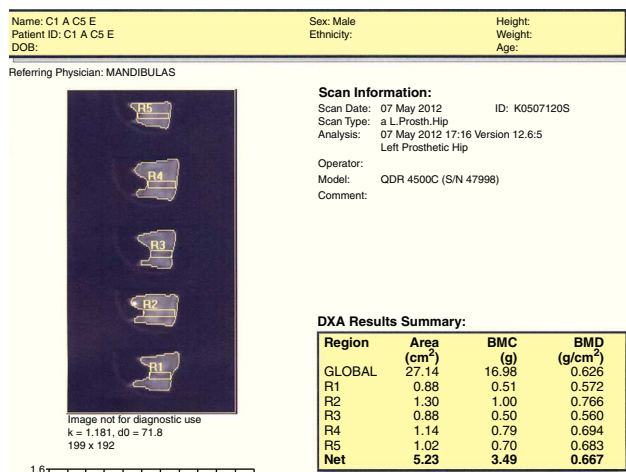 Name: C1 A C5 E Sex: Male Height:
Patient ID: C1 A C5 E Ethnicity: Weight:
DOB: Age:
Referring Physician: MANDIBULAS
R5
R4
R3
R2
R1
Image not for diagnostic use
k = 1.181, d0 = 71.8
199 x 192
1.6
Scan Information:
Scan Date: 07 May 2012 ID: K0507120S
Scan Type: a L.Prosth.Hip
Analysis: 07 May 2012 17:16 Version 12.6:5
Left Prosthetic Hip
Operator:
Model: QDR 4500C (S/N 47998)
Comment:
DXA Results Summary:
Region Area BMC BMD
(cm²) (g) (g/cm²)
GLOBAL 27.14 16.98 0.626
R1 0.88 0.51 0.572
R2 1.30 1.00 0.766
R3 0.88 0.50 0.560
R4 1.14 0.79 0.694
R5 1.02 0.70 0.683
Net 5.23 3.49 0.667